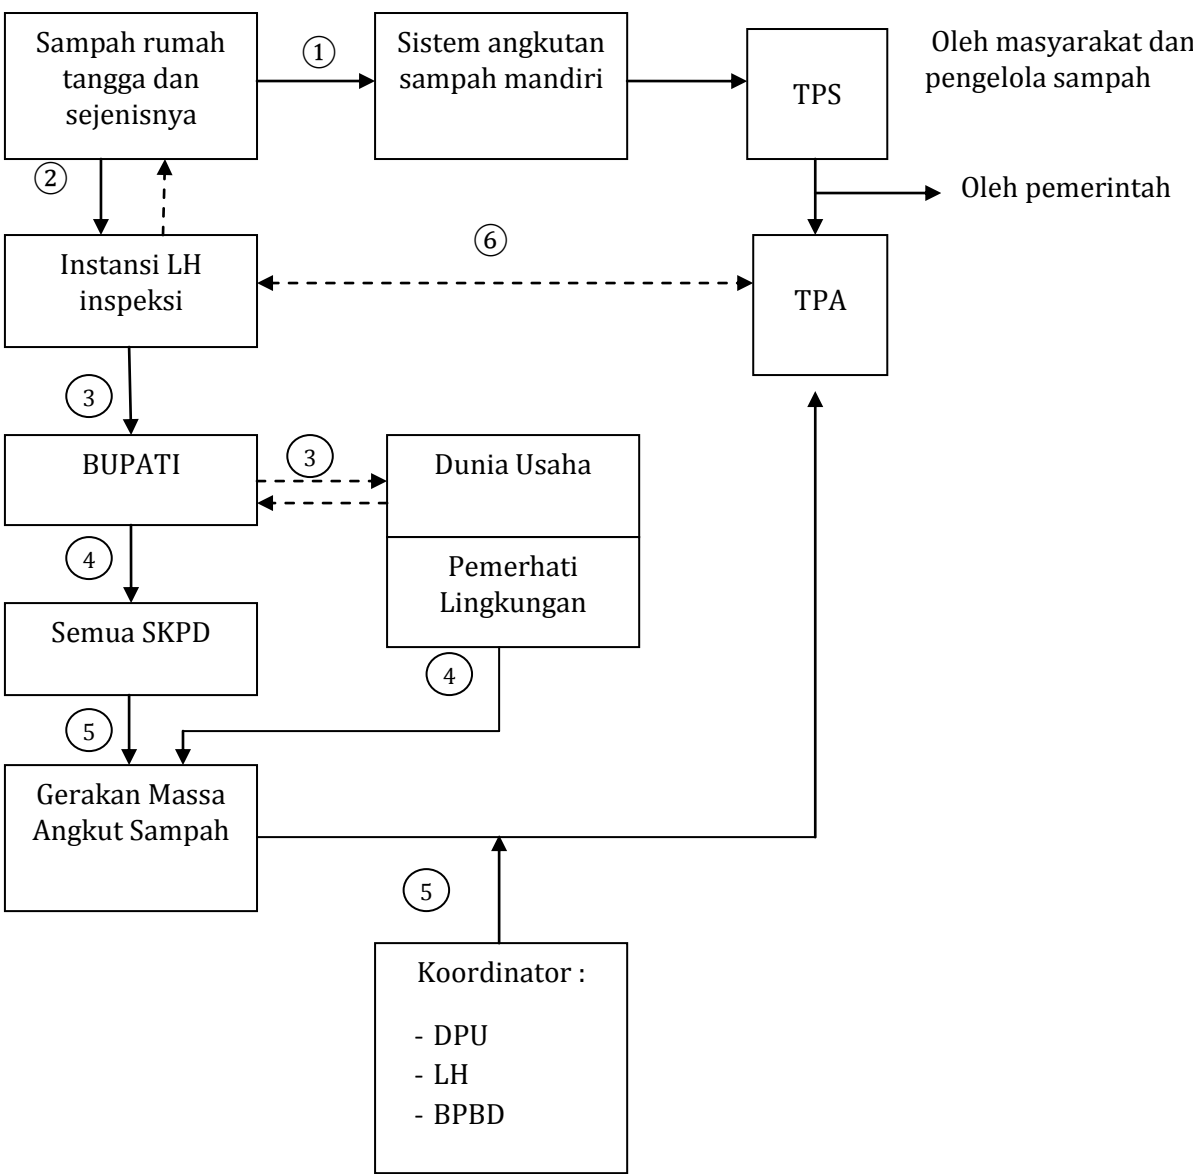 Sampah rumah
tangga dan
sejenisnya
①
Sistem angkutan
sampah mandiri
TPS
Oleh masyarakat dan
pengelola sampah
②
Oleh pemerintah
Instansi LH
inspeksi
⑥
TPA
3
BUPATI
3
Dunia Usaha
4
Pemerhati
Lingkungan
Semua SKPD
4
5
Gerakan Massa
Angkut Sampah
5
Koordinator :
- DPU
- LH
- BPBD